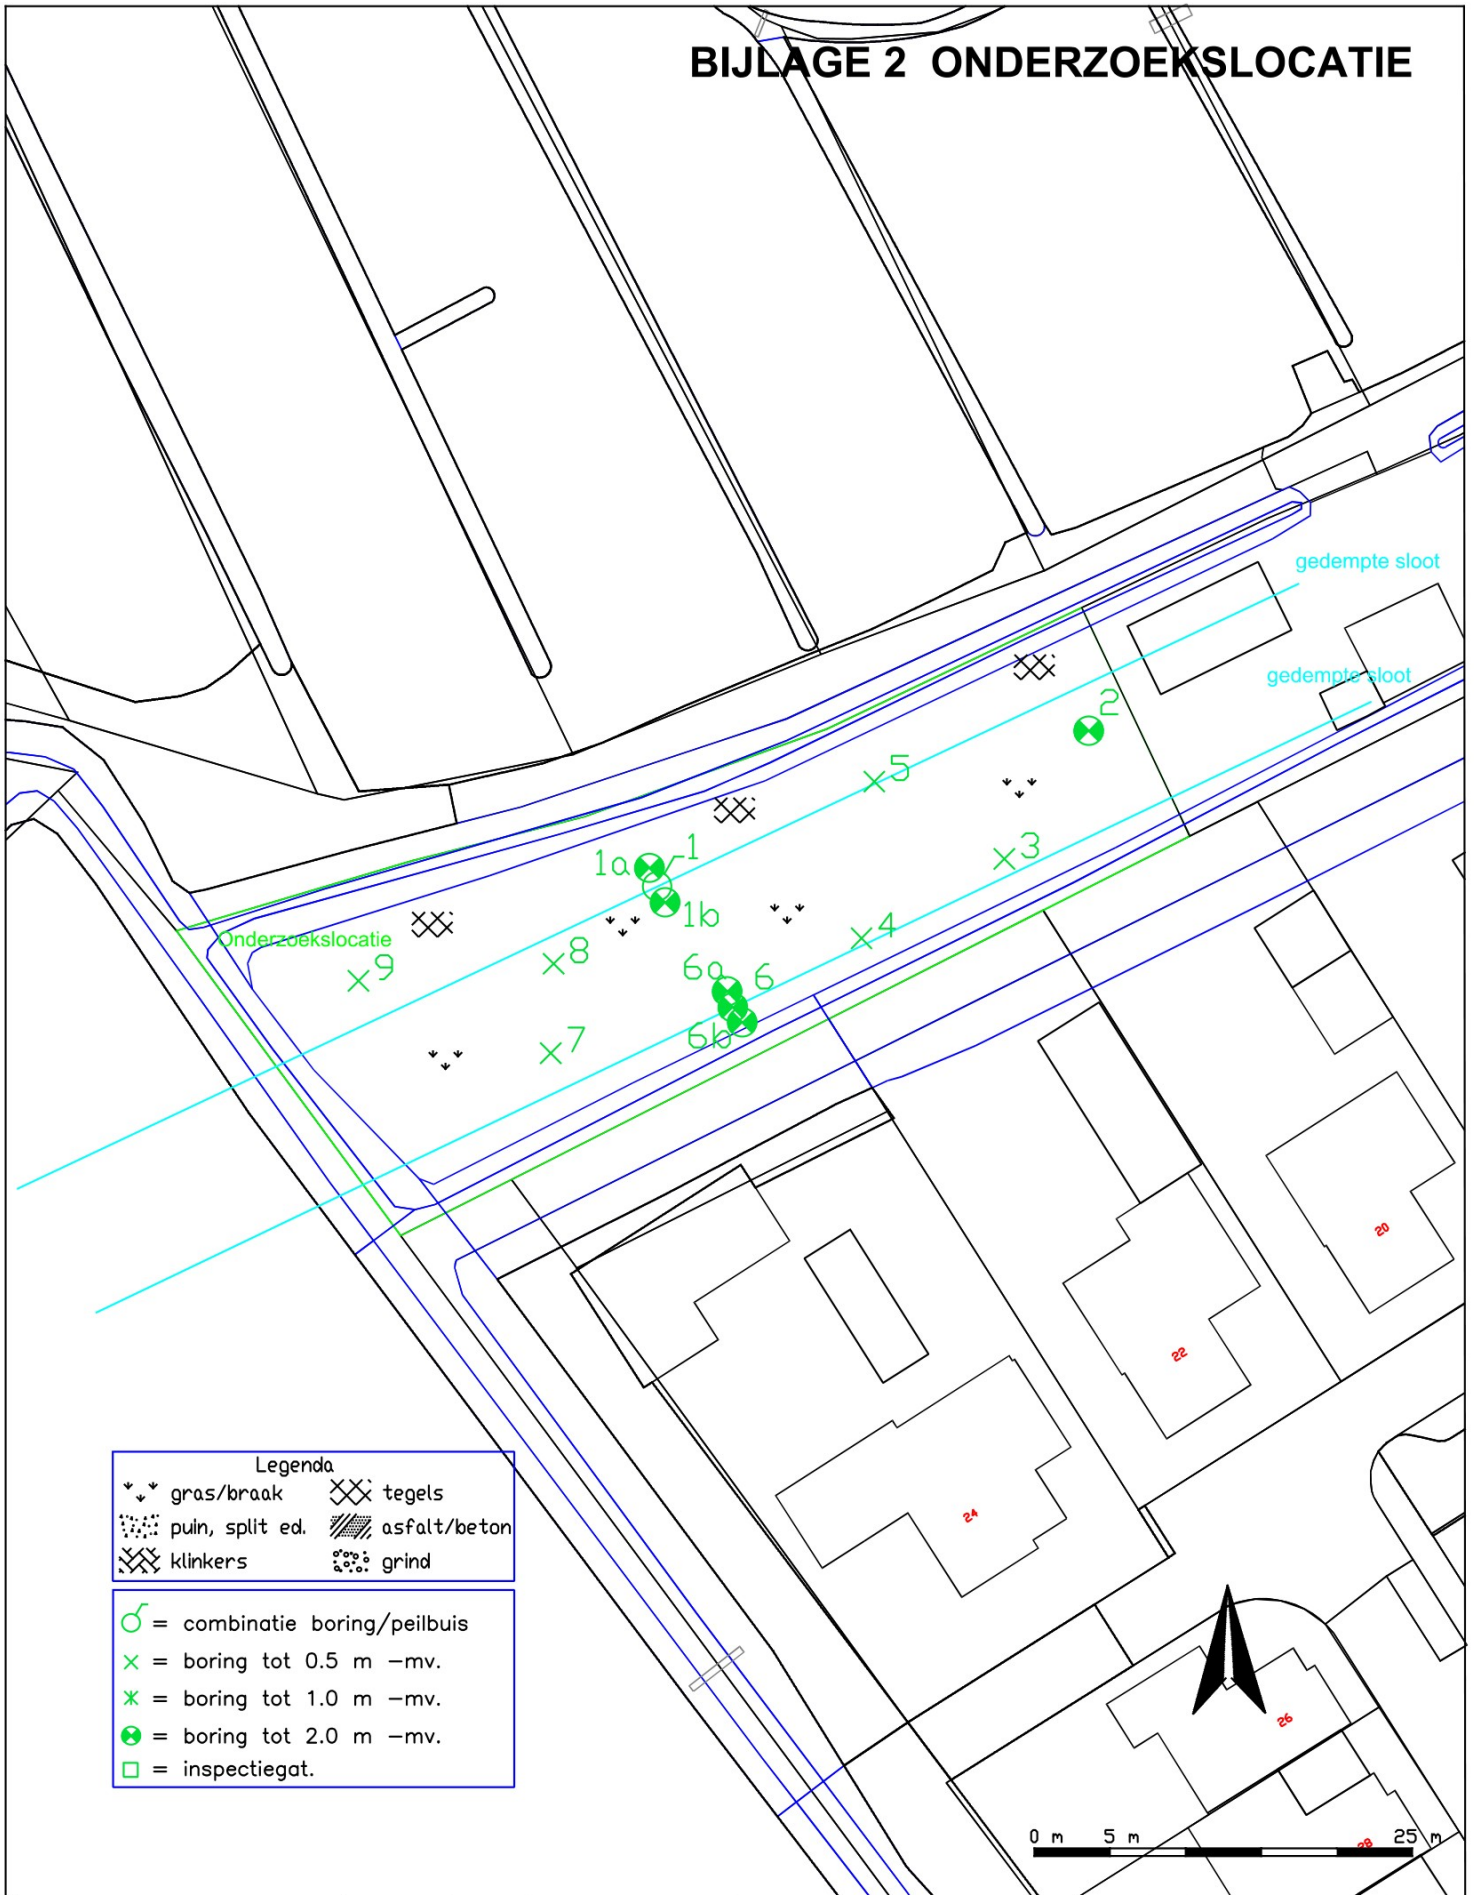 BIJLAGE 2 ONDERZOEKSLOCATIE
gedempte sloot
gedempte sloot
2
5
3
1
1a
1b
4
Onderzoekslocatie
9
8
6a
6
6b
7
20
22
24
26
28
Legenda
gras/braak tegels
puin, split ed. asfalt/beton
klinkers grind
= combinatie boring/peilbuis
= boring tot 0.5 m -mv.
= boring tot 1.0 m -mv.
= boring tot 2.0 m -mv.
= inspectiegat.
0 m 5 m 25 m